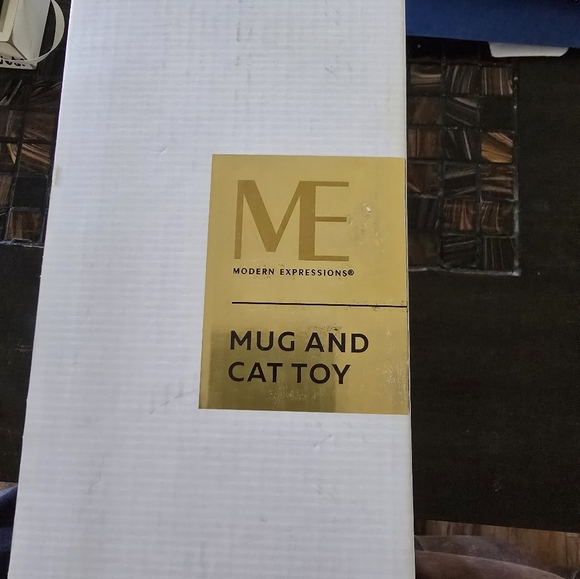 ME
MODERN EXPRESSIONS®
MUG AND
CAT TOY